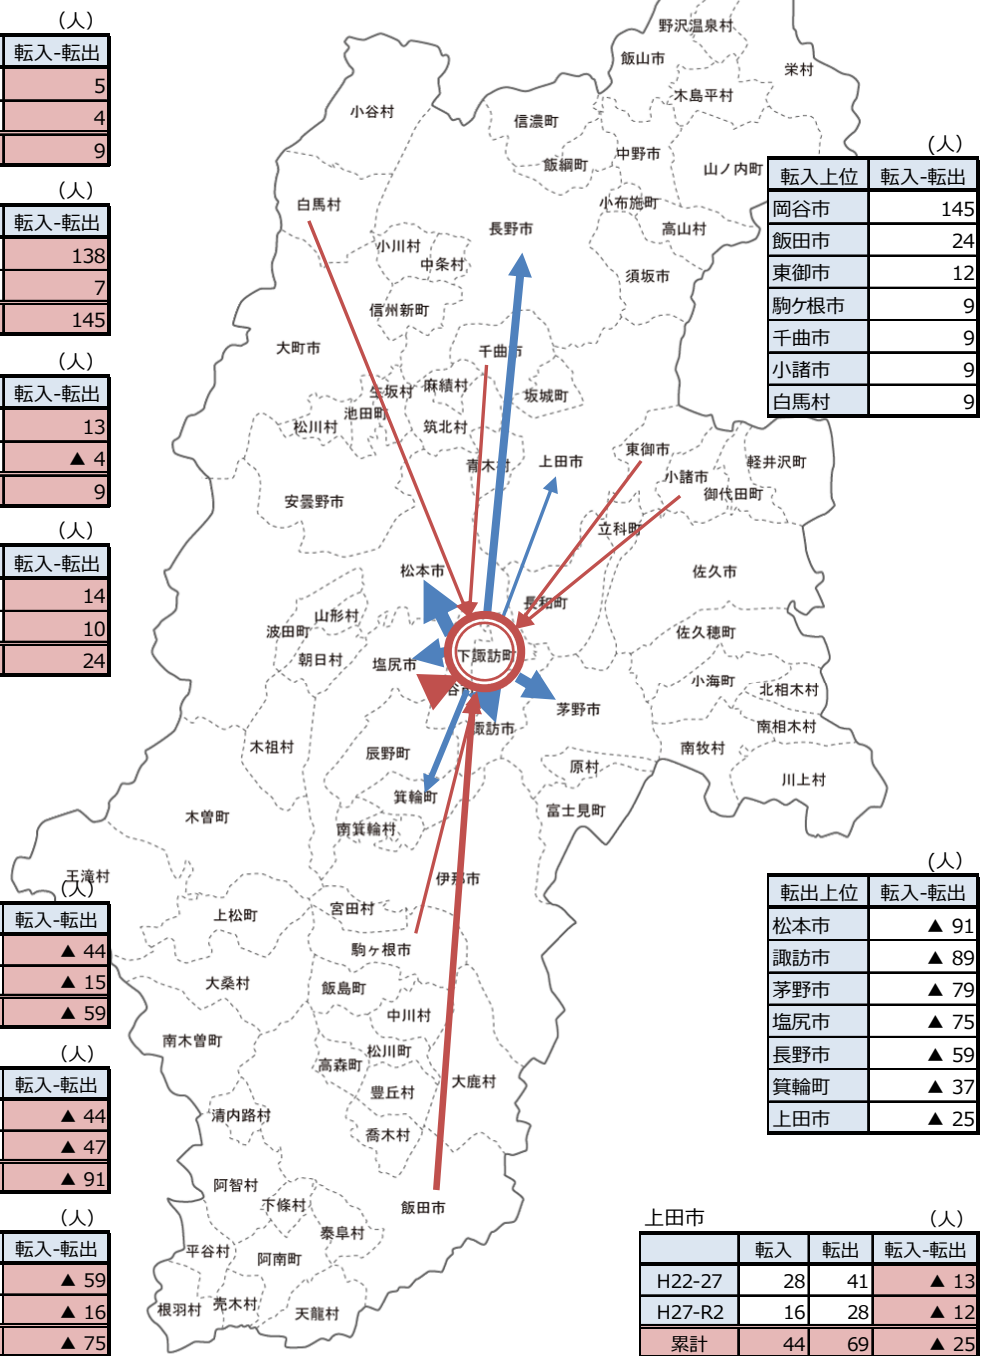 (人)
転入-転出
5
4
9
(人)
転入-転出
138
7
145
(人)
転入-転出
13
▲ 4
9
(人)
転入-転出
14
10
24
(人)
転入-転出
▲ 44
▲ 15
▲ 59
(人)
転入-転出
▲ 44
▲ 47
▲ 91
(人)
転入-転出
▲ 59
▲ 16
▲ 75
野沢温泉村
飯山市
栄村
木島平村
小谷村
信濃町
中野市
飯綱町
山ノ内町
白馬村
小布施町
長野市
高山村
小川村
中条村
須坂市
信州新町
大町市
千曲市
生坂村
麻績村
坂城町
池田町
松川村
筑北村
青木村
上田市
東御市
軽井沢町
小諸市
御代田町
安曇野市
立科町
松本市
佐久市
長和町
山形村
波田町
佐久穂町
朝日村
塩尻市
下諏訪町
小海町
北相木村
谷市
茅野市
諏訪市
南相木村
木祖村
辰野町
原村
南牧村
川上村
箕輪町
富士見町
木曽町
南箕輪村
王滝村
伊那市
上松町
宮田村
駒ヶ根市
大桑村
飯島町
中川村
南木曽町
松川町
高森町
大鹿村
豊丘村
清内路村
喬木村
阿智村
下條村
飯田市
泰阜村
平谷村
阿南町
根羽村
売木村
天龍村
(人)
転入上位 転入-転出
岡谷市 145
飯田市 24
東御市 12
駒ケ根市 9
千曲市 9
小諸市 9
白馬村 9
(人)
転出上位 転入-転出
松本市 ▲ 91
諏訪市 ▲ 89
茅野市 ▲ 79
塩尻市 ▲ 75
長野市 ▲ 59
箕輪町 ▲ 37
上田市 ▲ 25
上田市 (人)
転入 転出 転入-転出
H22-27 28 41 ▲ 13
H27-R2 16 28 ▲ 12
累計 44 69 ▲ 25